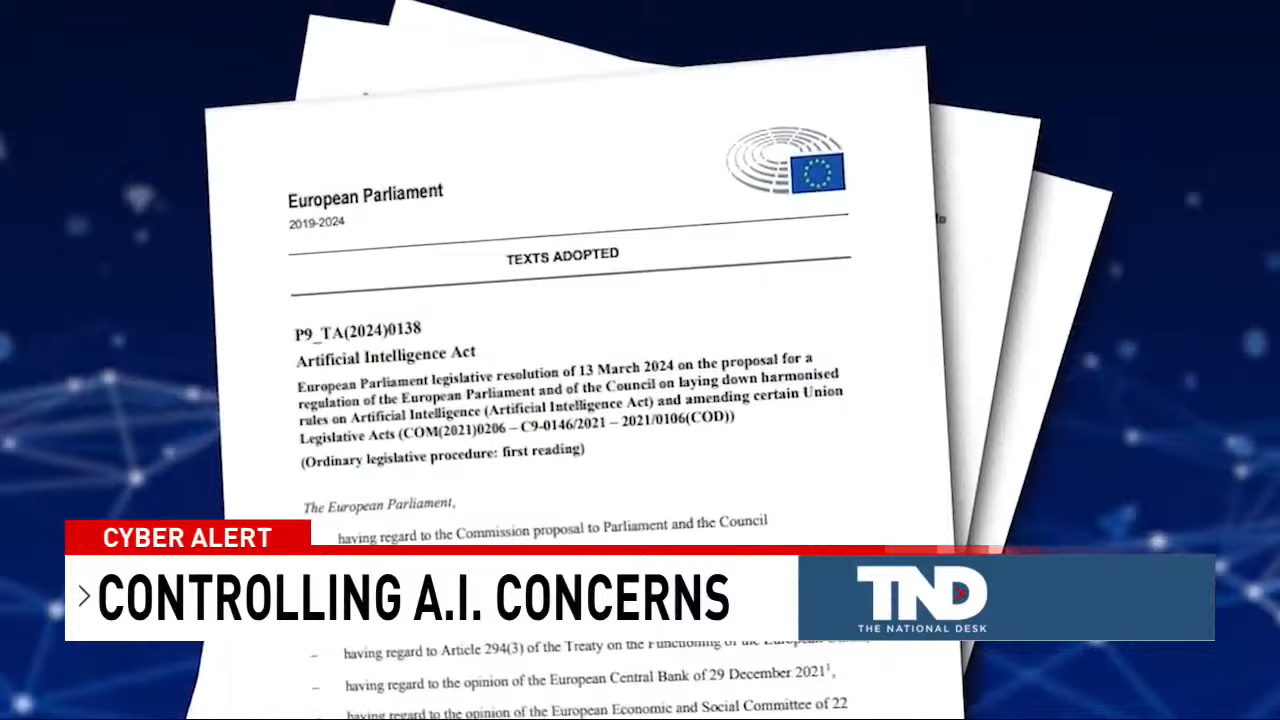 European Parliament
2019-2024
TEXTS ADOPTED
P9_TA(2024)0138
Artificial Intelligence Act
European Parliament legislative resolution of 13 March 2024 on the proposal for a
regulation of the European Parliament and of the Council on laying down harmonised
rules on Artificial Intelligence (Artificial Intelligence Act) and amending certain Union
Legislative Acts (COM(2021)0206 – C9-0146/2021 – 2021/0106(COD))
(Ordinary legislative procedure: first reading)
The European Parliament,
having regard to the Commission proposal to Parliament and the Council
CYBER ALERT
CONTROLLING A.I. CONCERNS
TND
THE NATIONAL DESK
– having regard to Article 294(3) of the Treaty on the Functioning of the European
– having regard to the opinion of the European Central Bank of 29 December 2021¹,
having regard to the opinion of the European Economic and Social Committee of 22